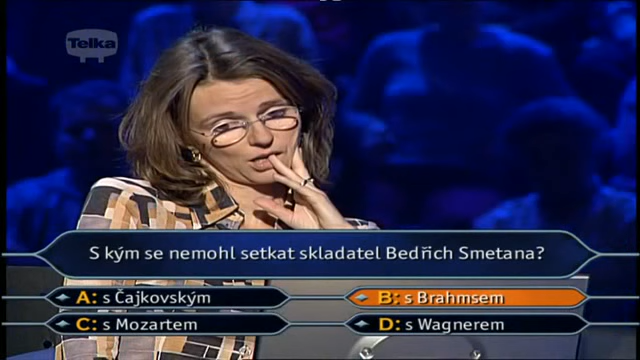 Telka
S kým se nemohl setkat skladatel Bedřich Smetana?
A: s Čajkovským
B: s Brahmsem
C: s Mozartem
D: s Wagnerem